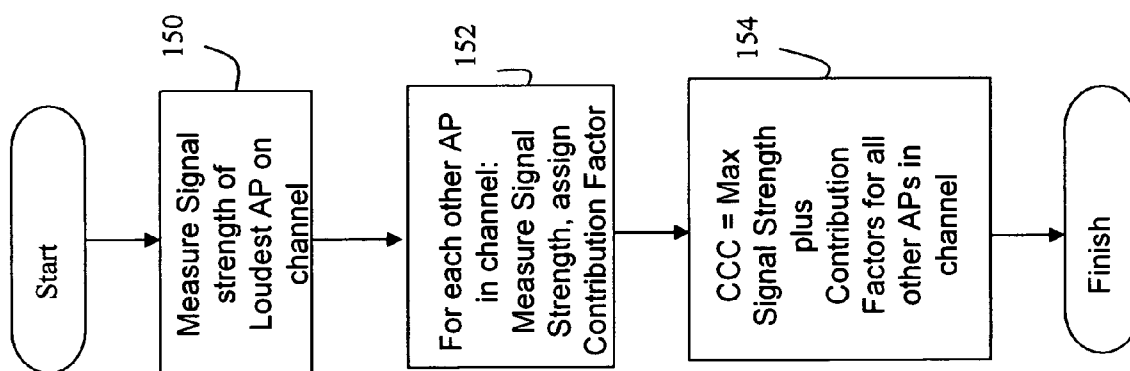 Start
150
Measure Signal
strength of
Loudest AP on
channel
152
For each other AP
in channel:
Measure Signal
Strength, assign
Contribution Factor
154
CCC = Max
Signal Strength
plus
Contribution
Factors for all
other APs in
channel
Finish